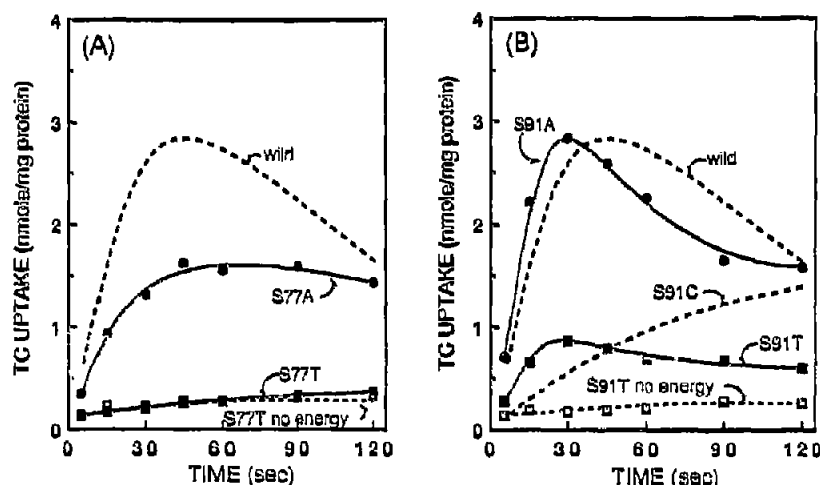 (A)
TC UPTAKE (nmole/mg protein)
4
3
2
1
0
wild
S77A
S77T
S77T no energy
0 30 60 90 120
TIME (sec)
(B)
TC UPTAKE (nmole/mg protein)
4
3
2
1
0
S91A
wild
S91C
S91T
S91T no energy
0 30 60 90 120
TIME (sec)